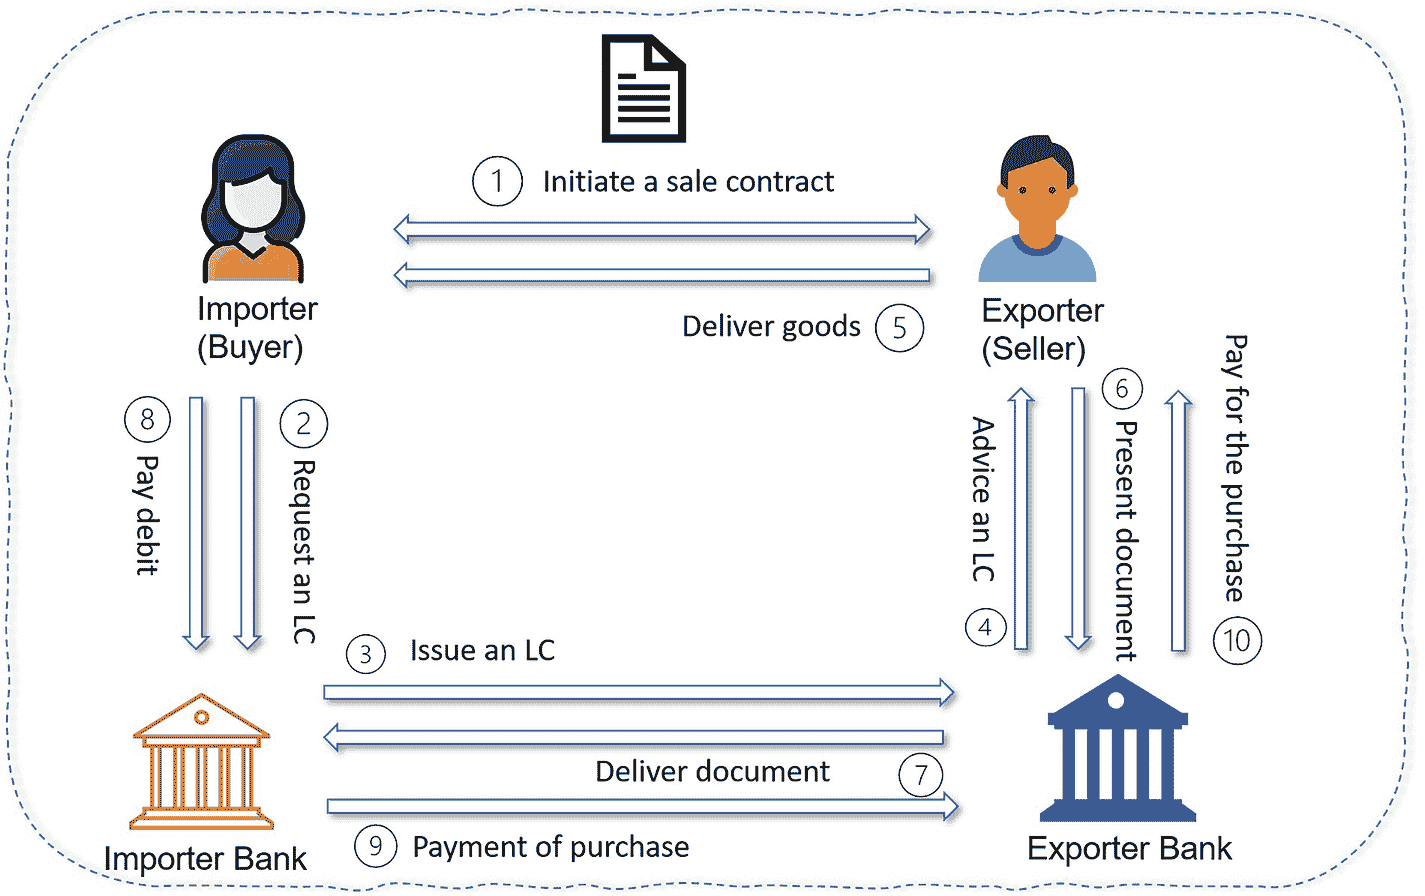 1 Initiate a sale contract
Importer
(Buyer)
Exporter
(Seller)
Deliver goods 5
8 Pay debit
2 Request an LC
Advice an LC 4
6 Present document
Pay for the purchase 10
3 Issue an LC
Deliver document 7
9 Payment of purchase
Importer Bank
Exporter Bank